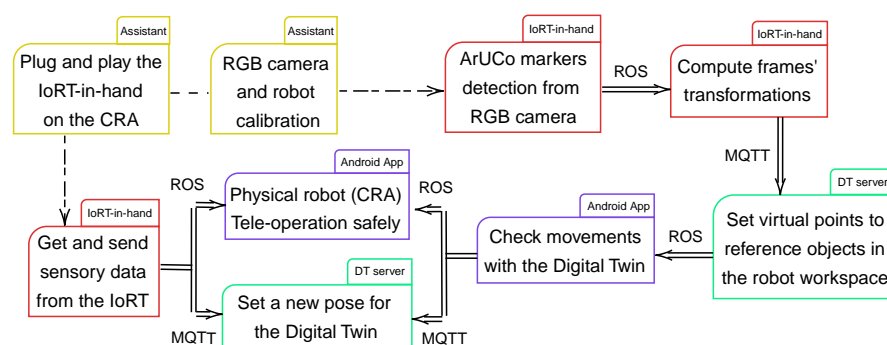 Assistant
Plug and play the
IoRT-in-hand
on the CRA
Assistant
RGB camera
and robot
calibration
IoRT-in-hand
ArUCo markers
detection from
RGB camera
ROS
IoRT-in-hand
Compute frames'
transformations
MQTT
DT server
Set virtual points to
reference objects in
the robot workspace
ROS
Android App
Check movements
with the Digital Twin
Android App
Physical robot (CRA)
Tele-operation safely
ROS
ROS
IoRT-in-hand
Get and send
sensory data
from the IoRT
DT server
Set a new pose for
the Digital Twin
MQTT
MQTT